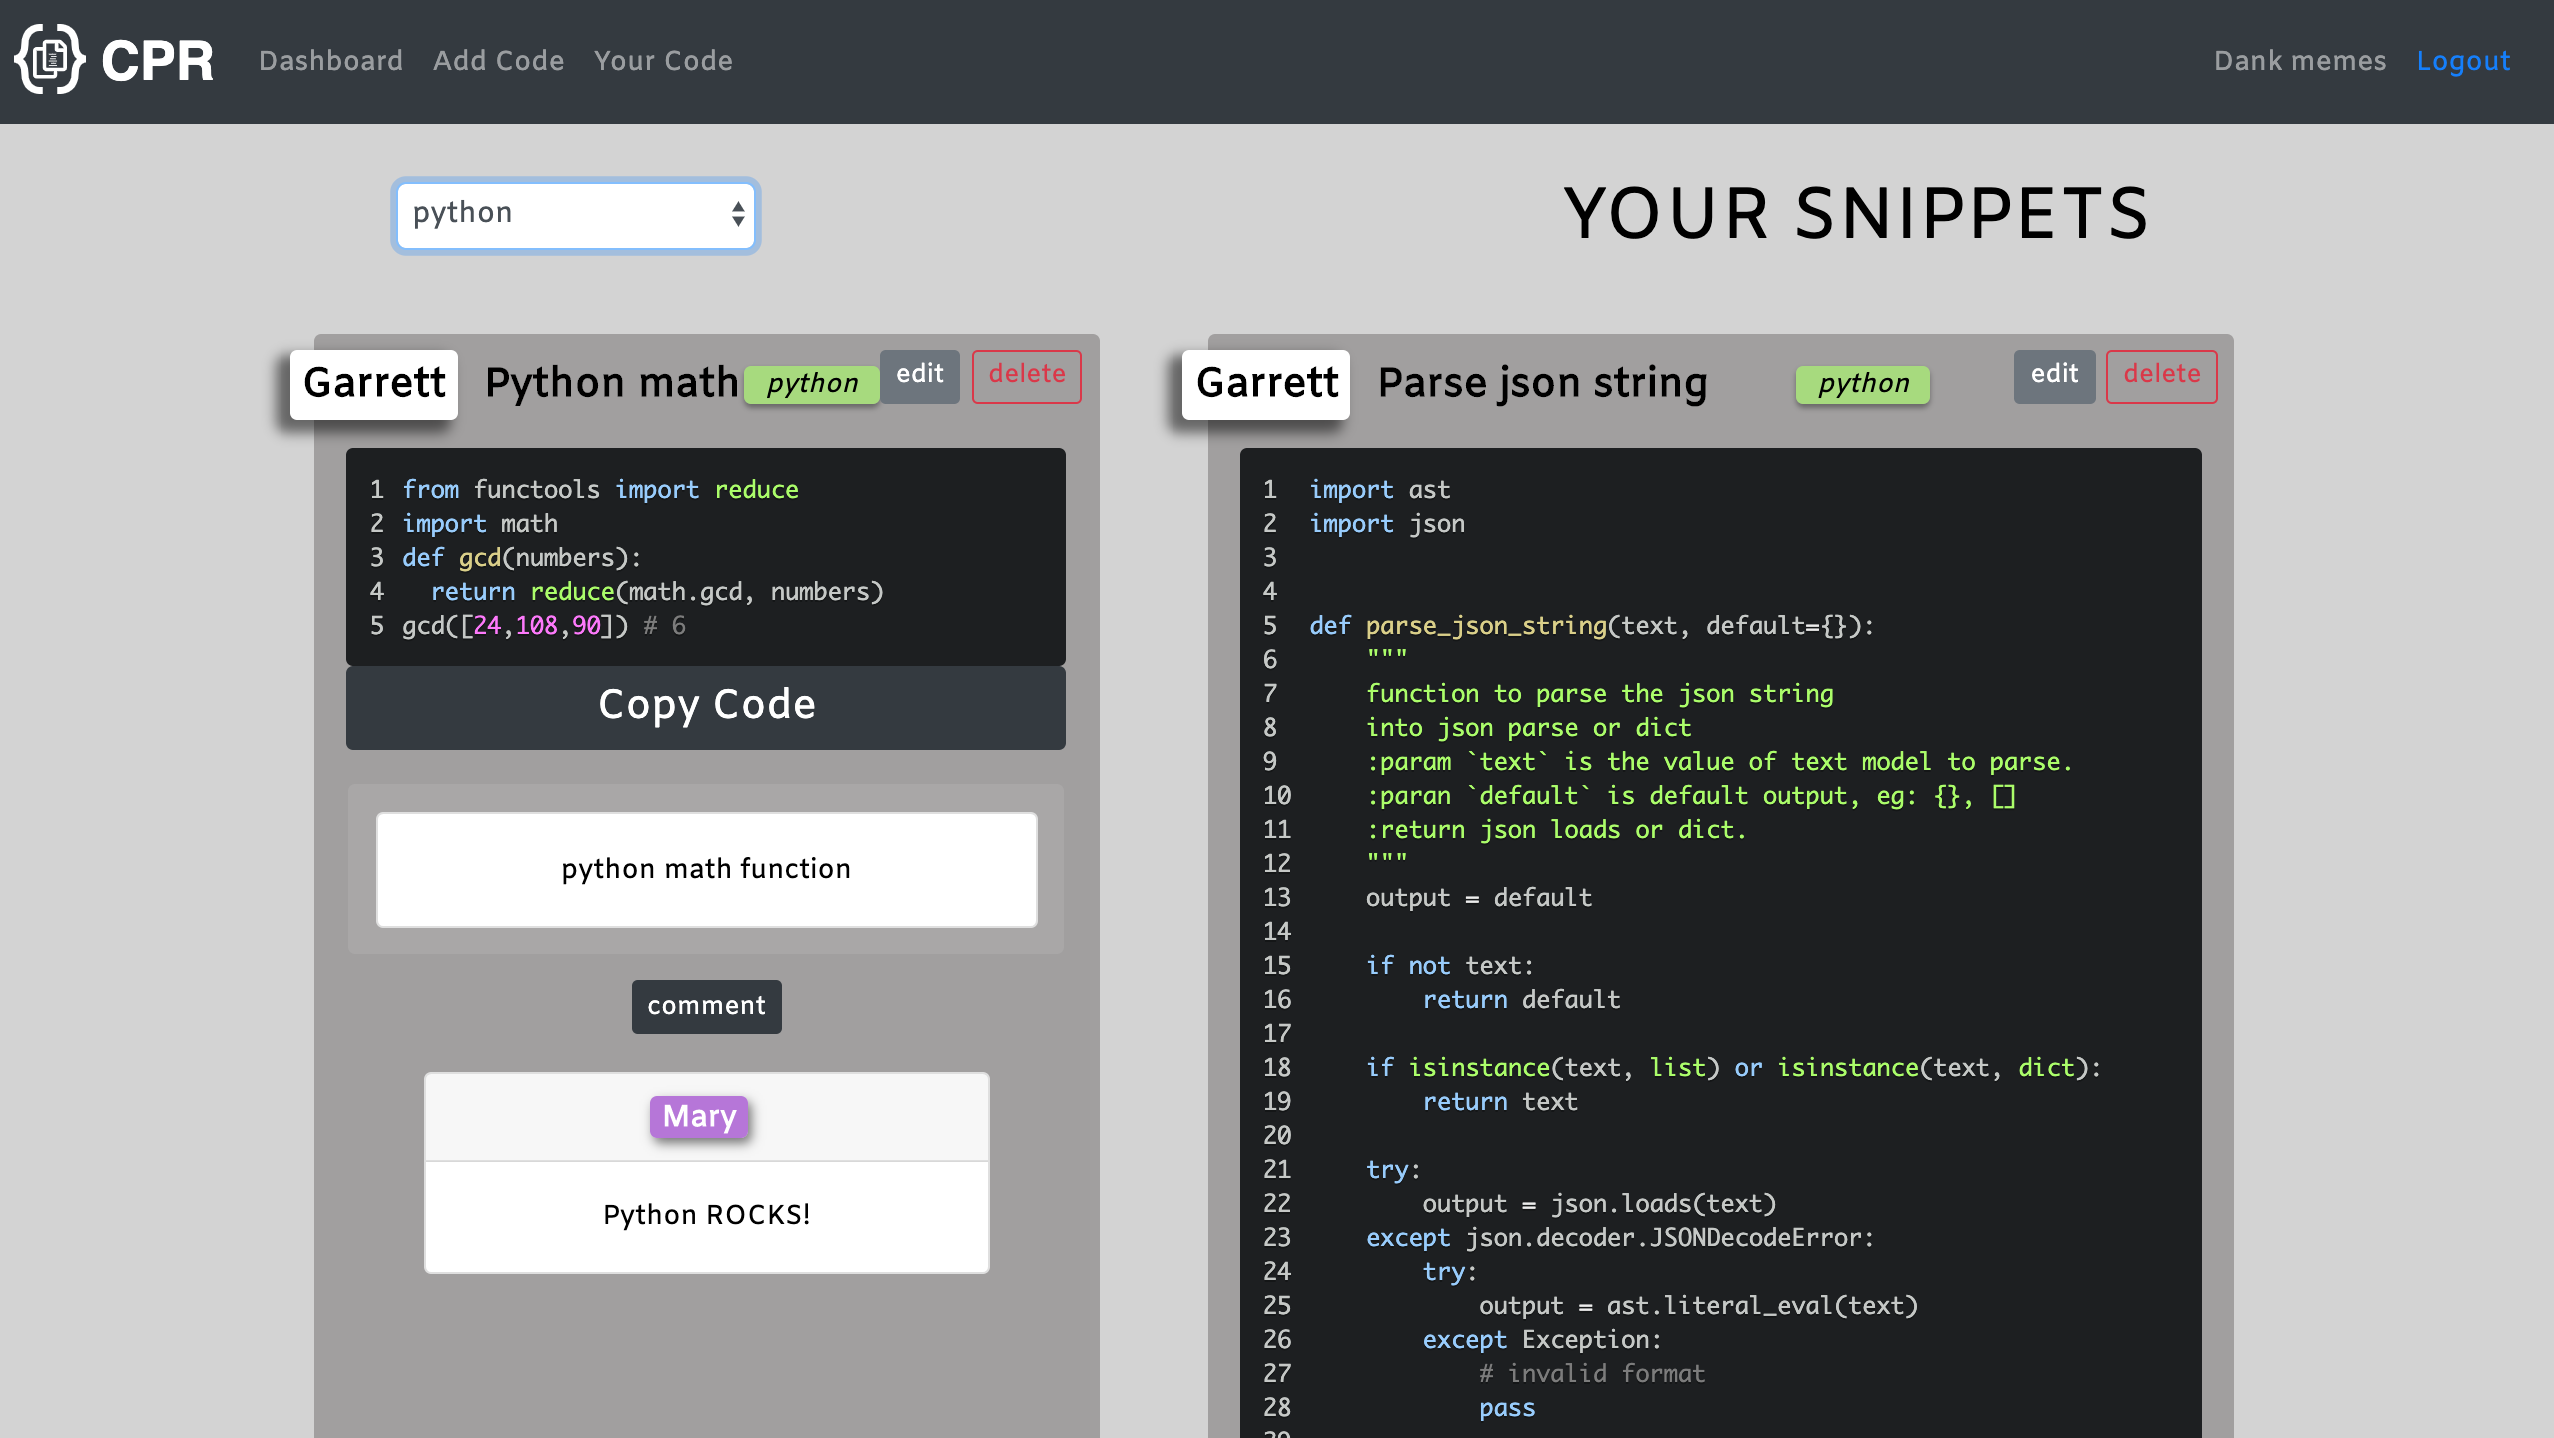 CPR Dashboard Add Code Your Code Dank memes Logout
python
YOUR SNIPPETS
Garrett Python math python edit delete
1 from functools import reduce
2 import math
3 def gcd(numbers):
4   return reduce(math.gcd, numbers)
5 gcd([24,108,90]) # 6
Copy Code
python math function
comment
Mary
Python ROCKS!
Garrett Parse json string python edit delete
1 import ast
2 import json
3
4
5 def parse_json_string(text, default={}):
6     """
7     function to parse the json string
8     into json parse or dict
9     :param `text` is the value of text model to parse.
10     :paran `default` is default output, eg: {}, []
11     :return json loads or dict.
12     """
13     output = default
14
15     if not text:
16         return default
17
18     if isinstance(text, list) or isinstance(text, dict):
19         return text
20
21     try:
22         output = json.loads(text)
23     except json.decoder.JSONDecodeError:
24         try:
25             output = ast.literal_eval(text)
26         except Exception:
27             # invalid format
28             pass